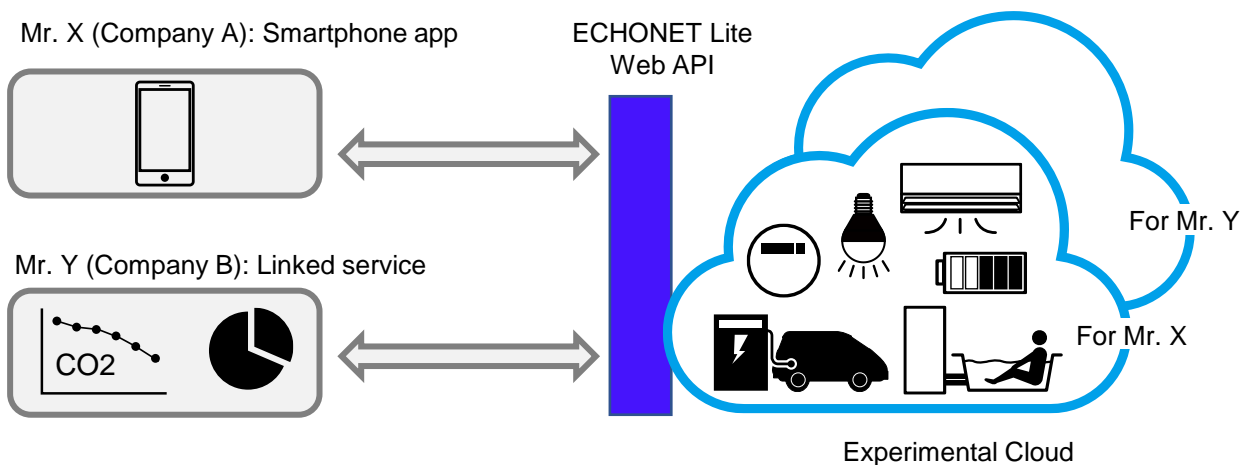 Mr. X (Company A): Smartphone app
ECHONET Lite
Web API
For Mr. Y
Mr. Y (Company B): Linked service
For Mr. X
CO2
Experimental Cloud